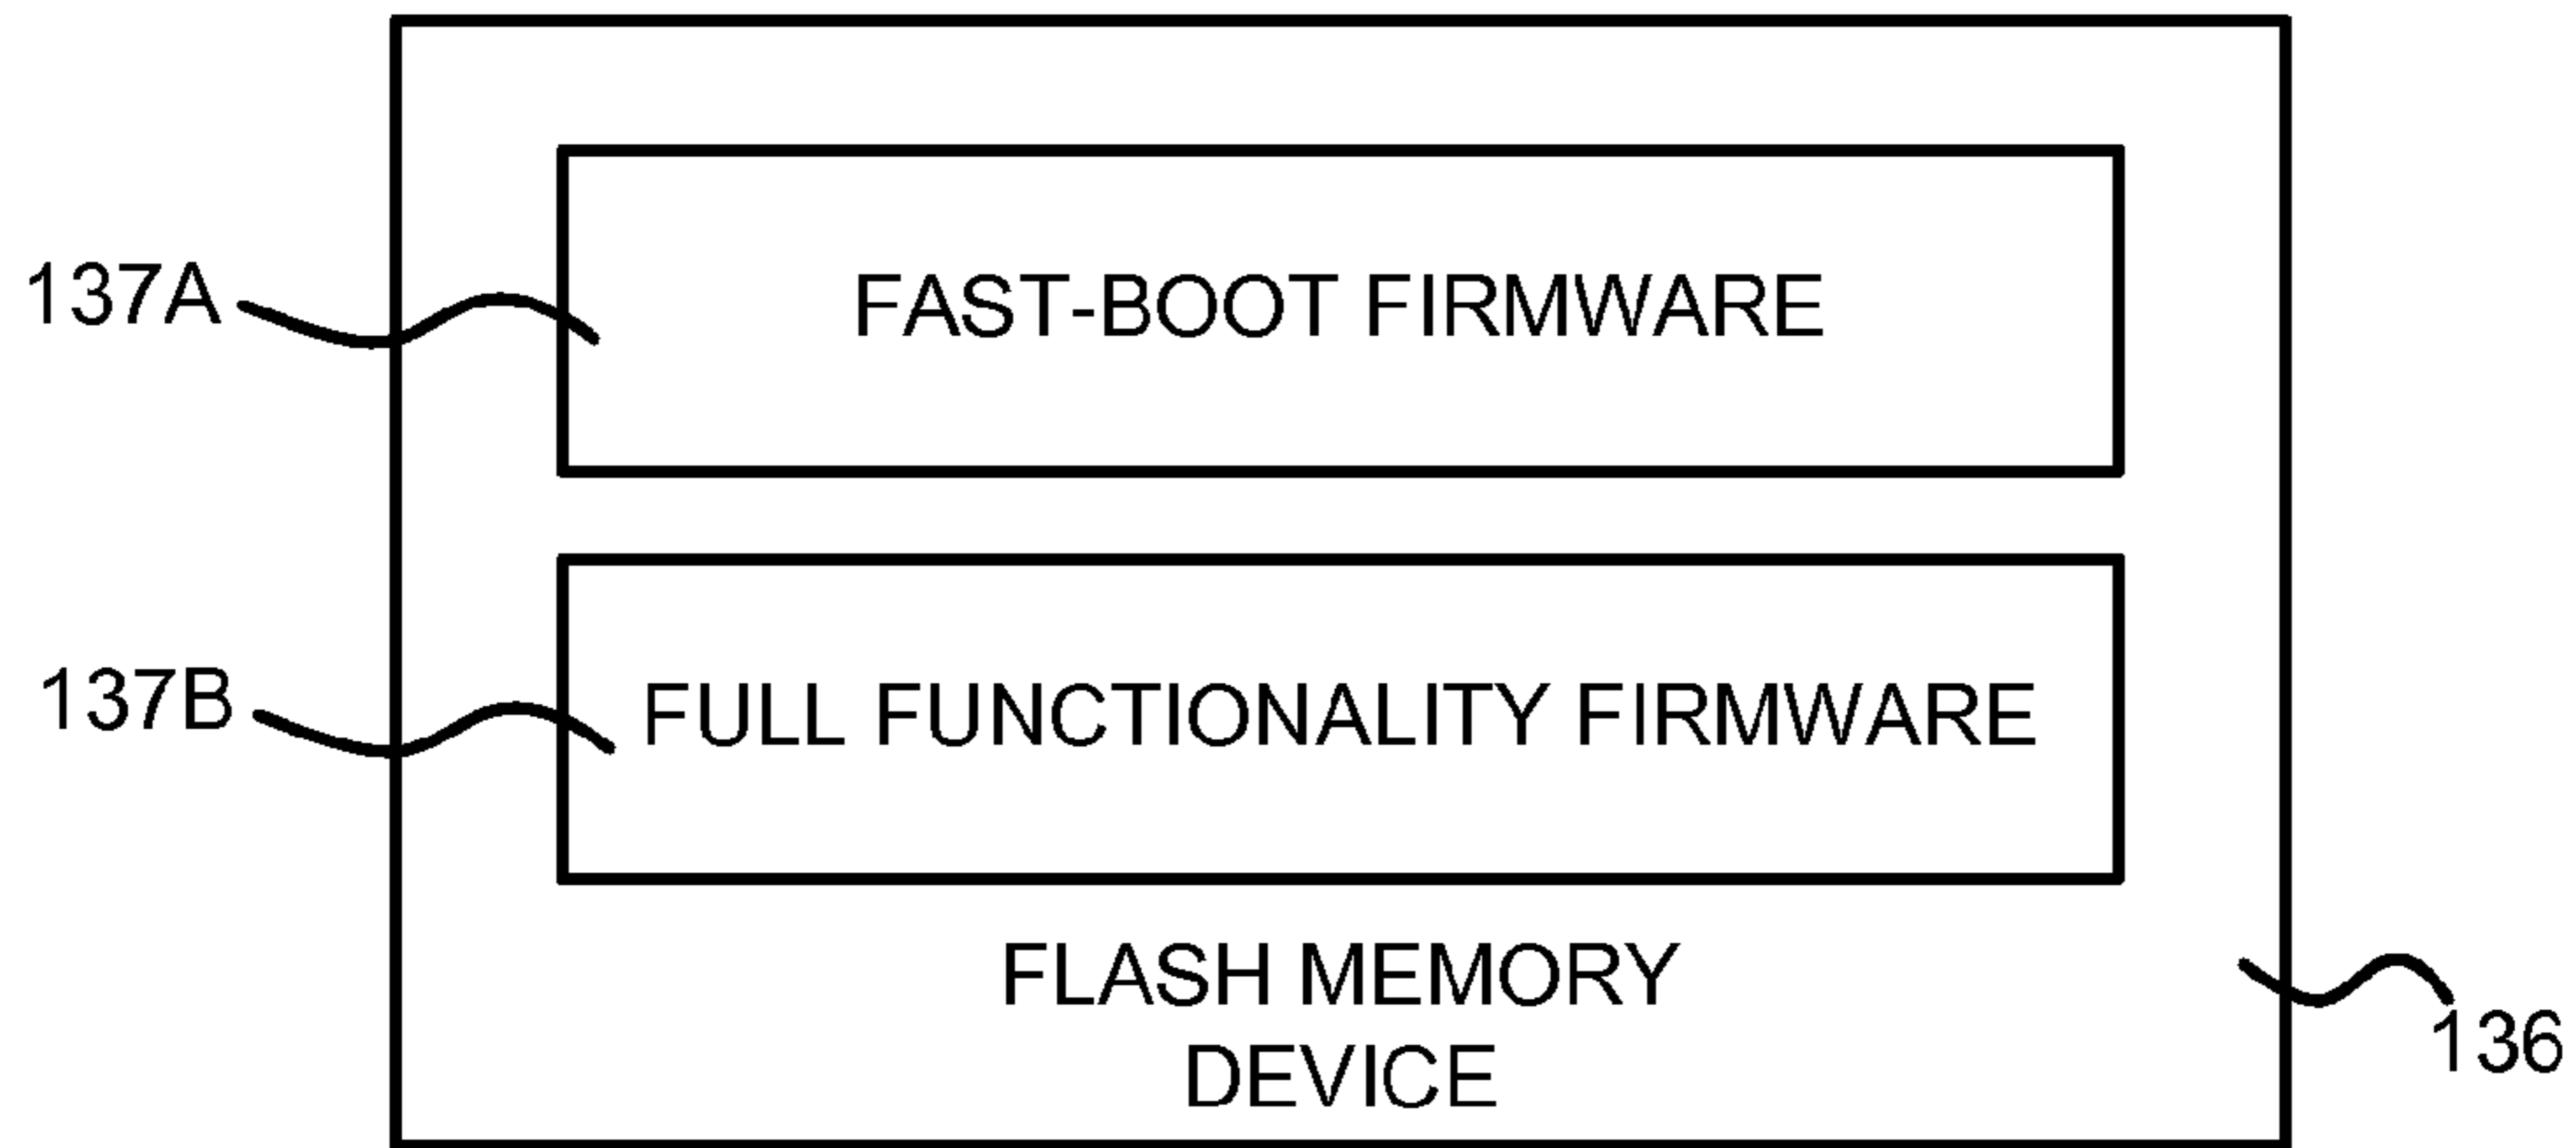 137A
FAST-BOOT FIRMWARE
137B
FULL FUNCTIONALITY FIRMWARE
FLASH MEMORY
DEVICE
136